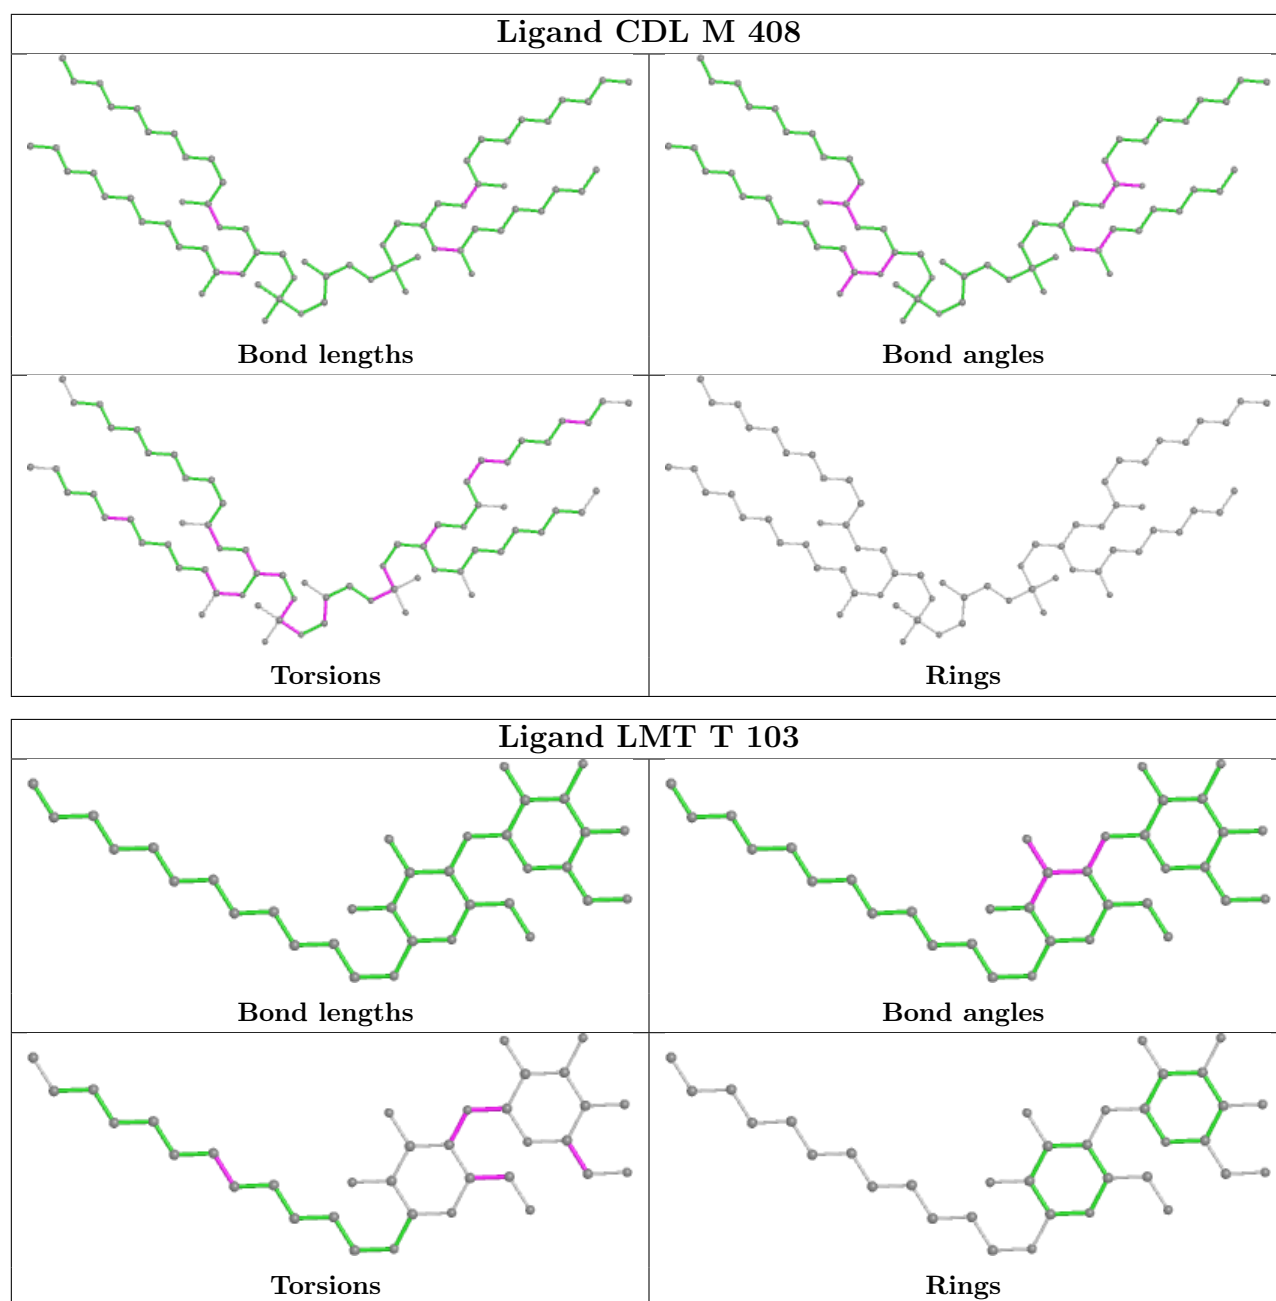 Ligand CDL M 408
Bond lengths
Bond angles
Torsions
Rings
Ligand LMT T 103
Bond lengths
Bond angles
Torsions
Rings